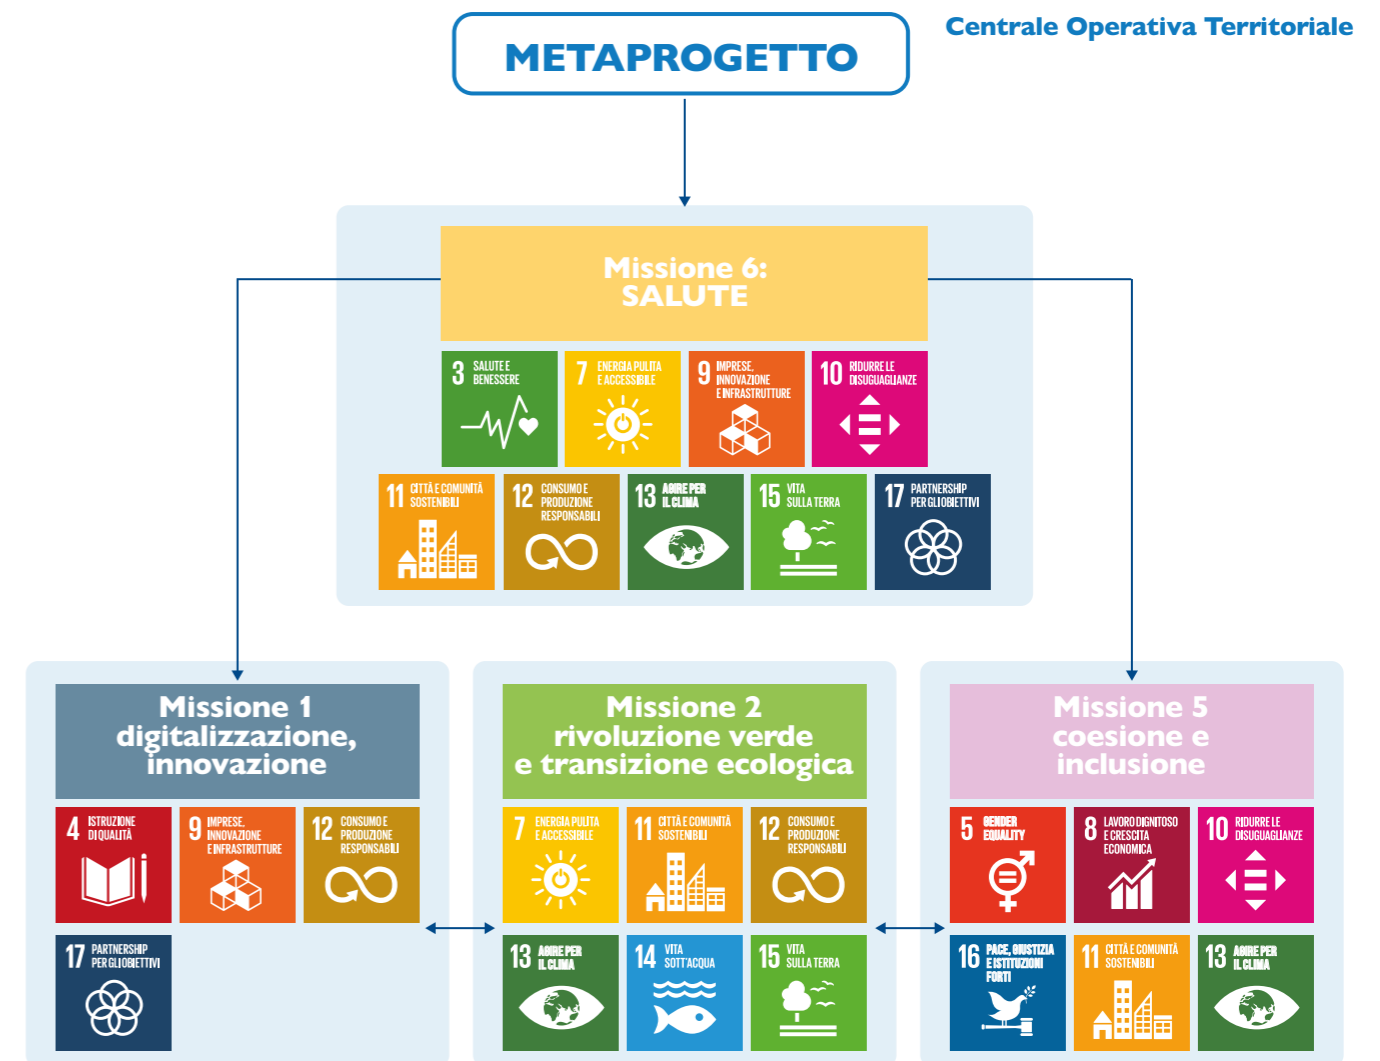 Centrale Operativa Territoriale
METAPROGETTO
Missione 6:
SALUTE
3 SALUTE E
BENESSERE
7 ENERGIA PULITA
E ACCESSIBILE
9 IMPRESE,
INNOVAZIONE
E INFRASTRUTTURE
10 RIDURRE LE
DISUGUAGLIANZE
11 CITTÀ E COMUNITÀ
SOSTENIBILI
12 CONSUMO E
PRODUZIONE
RESPONSABILI
13 AGIRE PER
IL CLIMA
15 VITA
SULLA TERRA
17 PARTNERSHIP
PER GLI OBIETTIVI
Missione 1
digitalizzazione,
innovazione
4 ISTRUZIONE
DI QUALITÀ
9 IMPRESE,
INNOVAZIONE
E INFRASTRUTTURE
12 CONSUMO E
PRODUZIONE
RESPONSABILI
17 PARTNERSHIP
PER GLI OBIETTIVI
Missione 2
rivoluzione verde
e transizione ecologica
7 ENERGIA PULITA
E ACCESSIBILE
11 CITTÀ E COMUNITÀ
SOSTENIBILI
12 CONSUMO E
PRODUZIONE
RESPONSABILI
13 AGIRE PER
IL CLIMA
14 VITA
SOTT'ACQUA
15 VITA
SULLA TERRA
Missione 5
coesione e
inclusione
5 GENDER
EQUALITY
8 LAVORO DIGNITOSO
E CRESCITA
ECONOMICA
10 RIDURRE LE
DISUGUAGLIANZE
16 PACE, GIUSTIZIA
E ISTITUZIONI
FORTI
11 CITTÀ E COMUNITÀ
SOSTENIBILI
13 AGIRE PER
IL CLIMA